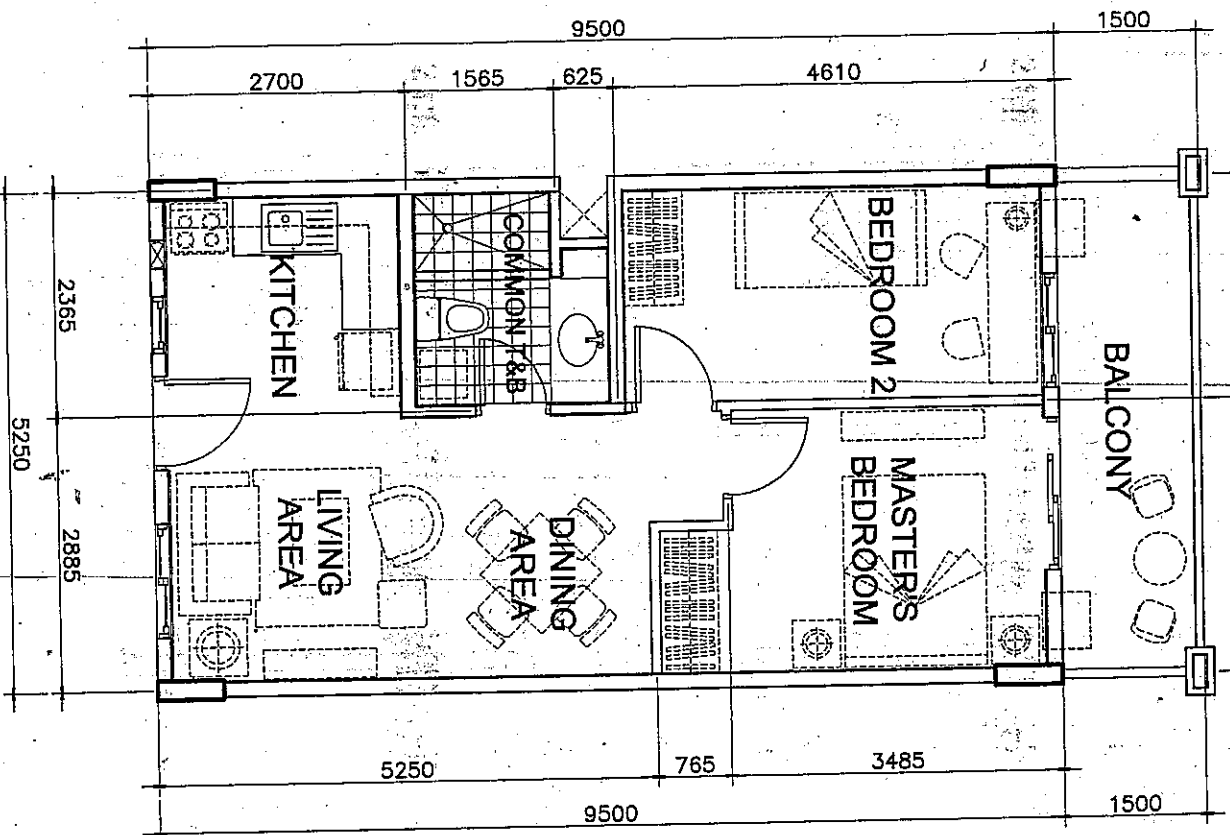 9500
1500
2700
1565
625
4610
KITCHEN
COMMON T&B
BEDROOM 2
BALCONY
2365
5250
2885
LIVING
AREA
DINING
AREA
MASTER'S
BEDROOM
5250
765
3485
9500
1500